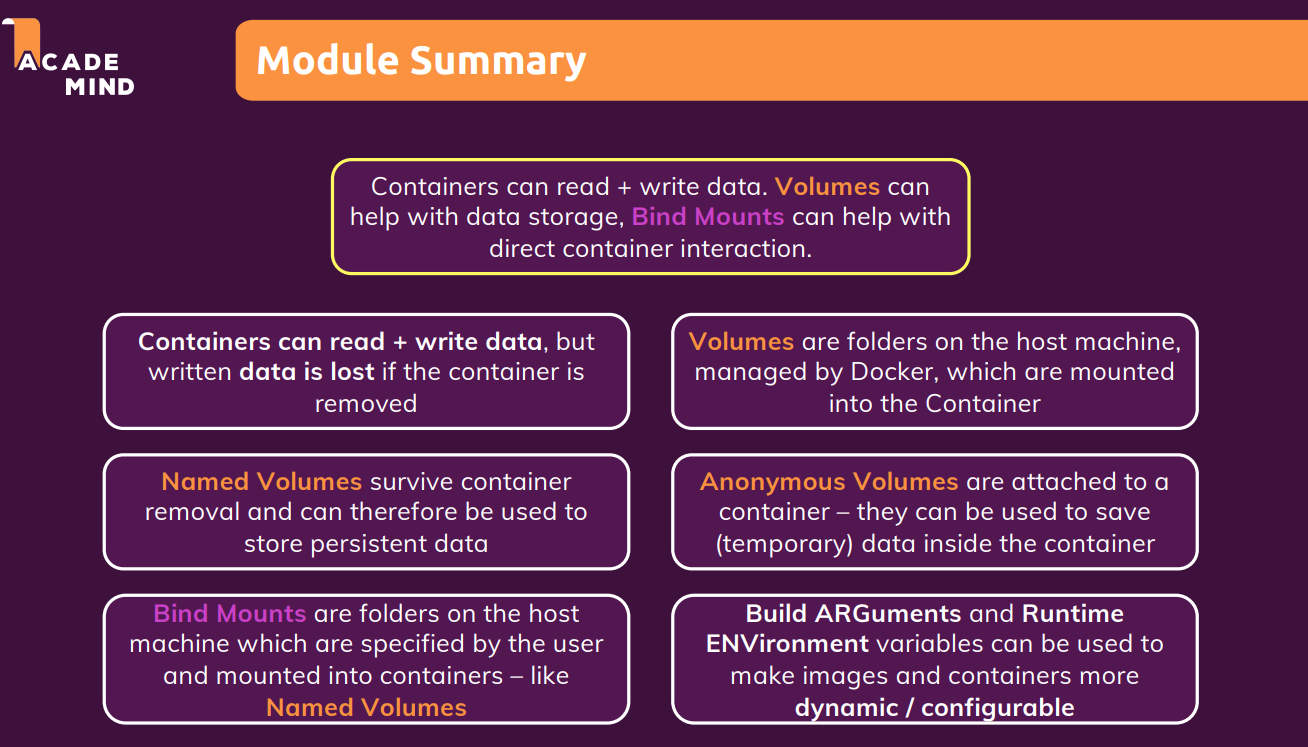 ACADE
MIND
Module Summary
Containers can read + write data. Volumes can
help with data storage, Bind Mounts can help with
direct container interaction.
Containers can read + write data, but
written data is lost if the container is
removed
Volumes are folders on the host machine,
managed by Docker, which are mounted
into the Container
Named Volumes survive container
removal and can therefore be used to
store persistent data
Anonymous Volumes are attached to a
container – they can be used to save
(temporary) data inside the container
Bind Mounts are folders on the host
machine which are specified by the user
and mounted into containers – like
Named Volumes
Build ARGuments and Runtime
ENVironment variables can be used to
make images and containers more
dynamic / configurable